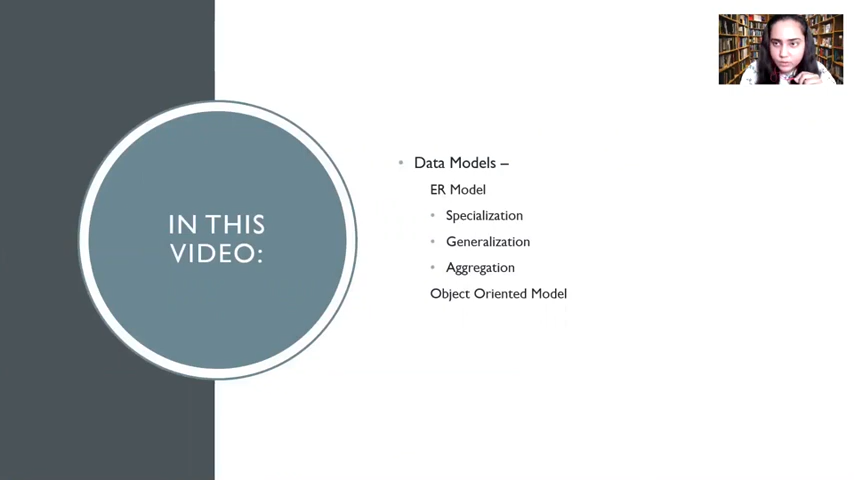 IN THIS
VIDEO:
• Data Models –
ER Model
• Specialization
• Generalization
• Aggregation
Object Oriented Model